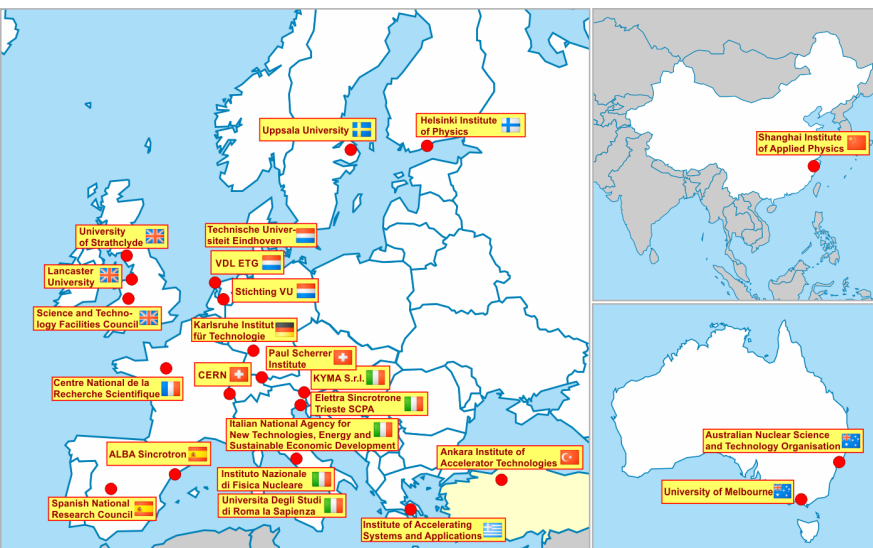 Uppsala University
Helsinki Institute
of Physics
Shanghai Institute
of Applied Physics
University
of Strathclyde
Technische Univer-
siteit Eindhoven
VDL ETG
Lancaster
University
Stichting VU
Science and Techno-
logy Facilities Council
Karlsruhe Institut
für Technologie
Paul Scherrer
Institute
CERN
KYMA S.r.l.
Centre National de la
Recherche Scientifique
Elettra Sincrotrone
Trieste SCPA
Italian National Agency for
New Technologies, Energy and
Sustainable Economic Development
ALBA Sincrotron
Ankara Institute of
Accelerator Technologies
Australian Nuclear Science
and Technology Organisation
Instituto Nazionale
di Fisica Nucleare
University of Melbourne
Spanish National
Research Council
Universita Degli Studi
di Roma la Sapienza
Institute of Accelerating
Systems and Applications